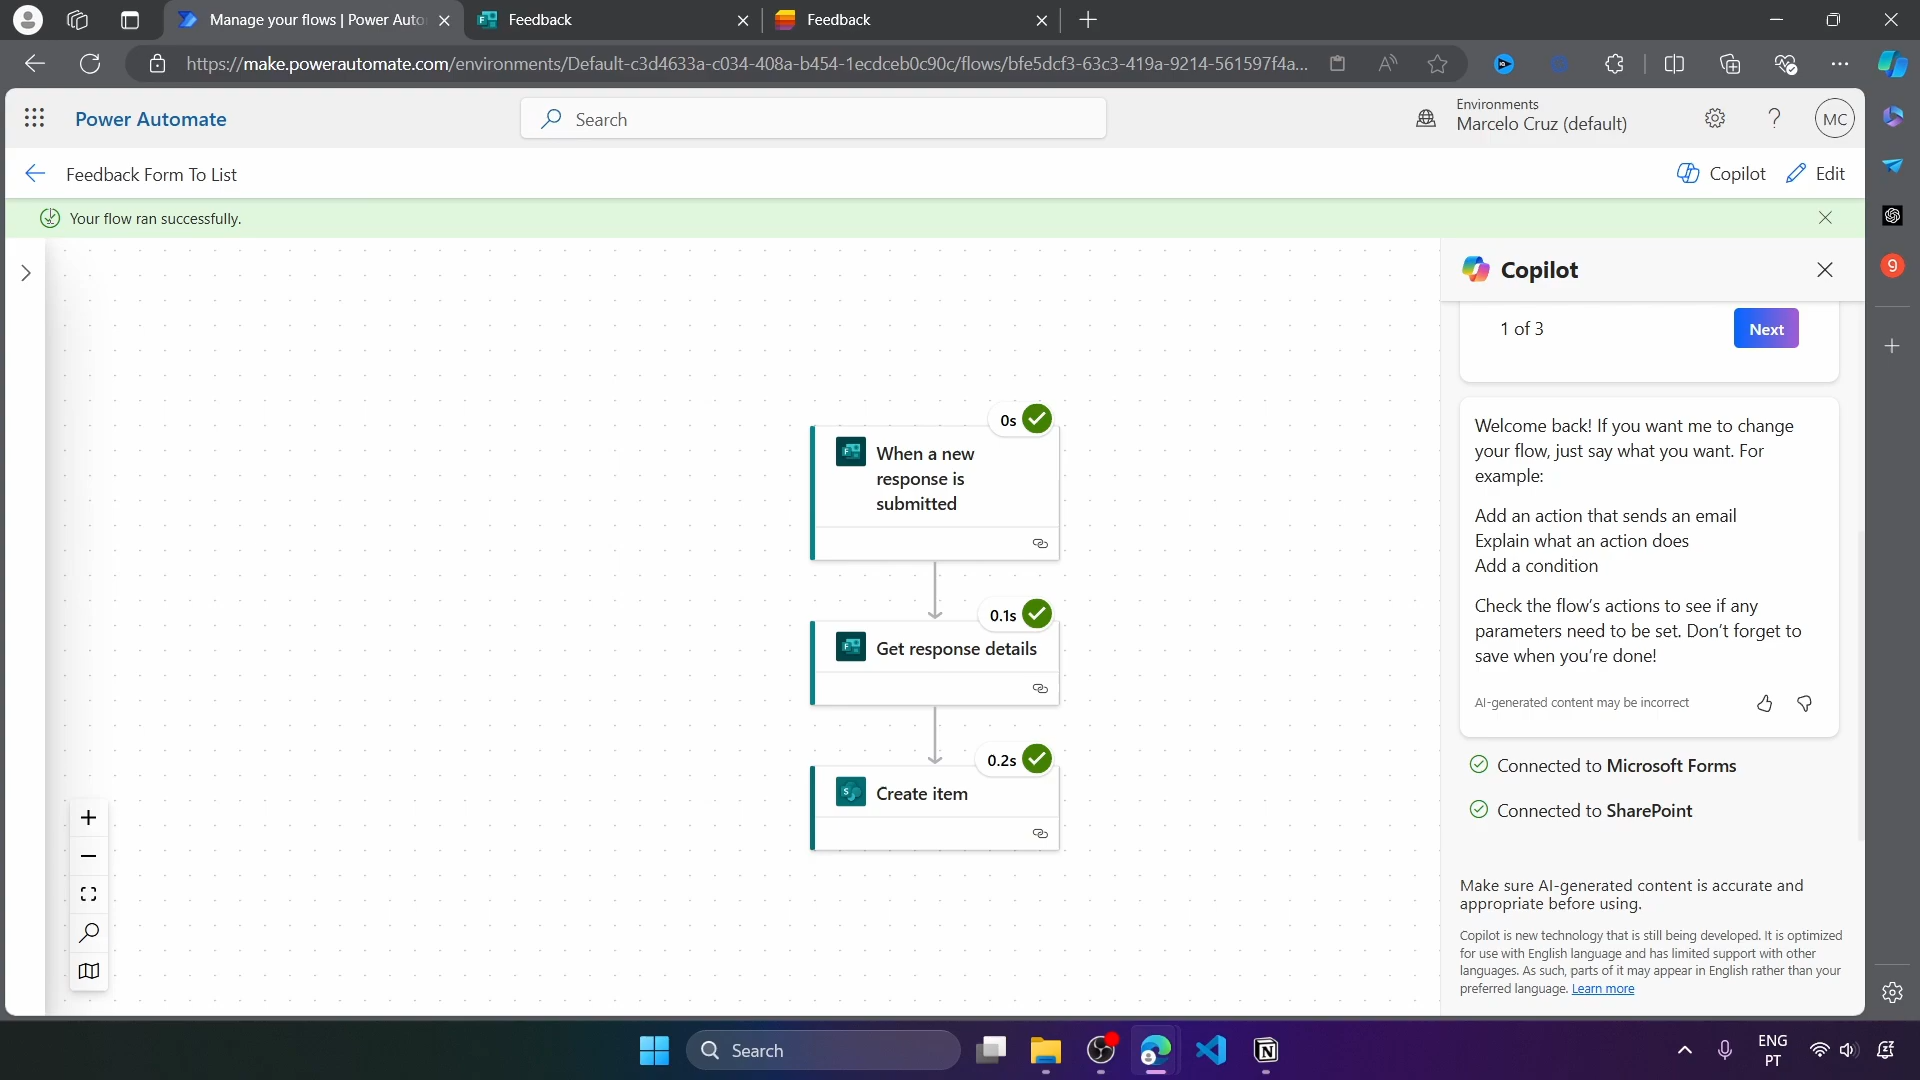 Manage your flows | Power Auto
Feedback
Feedback
https://make.powerautomate.com/environments/Default-c3d4633a-c034-408a-b454-1ecdceb0c90c/flows/bfe5dcf3-63c3-419a-9214-561597f4a...
Power Automate
Search
Environments
Marcelo Cruz (default)
MC
Feedback Form To List
Copilot
Edit
Your flow ran successfully.
9
Copilot
1 of 3
Next
0s
When a new
response is
submitted
0.1s
Get response details
0.2s
Create item
Welcome back! If you want me to change
your flow, just say what you want. For
example:
Add an action that sends an email
Explain what an action does
Add a condition
Check the flow's actions to see if any
parameters need to be set. Don't forget to
save when you're done!
AI-generated content may be incorrect
Connected to Microsoft Forms
Connected to SharePoint
Make sure AI-generated content is accurate and
appropriate before using.
Copilot is new technology that is still being developed. It is optimized
for use with English language and has limited support with other
languages. As such, parts of it may appear in English rather than your
preferred language. Learn more
Search
ENG
PT